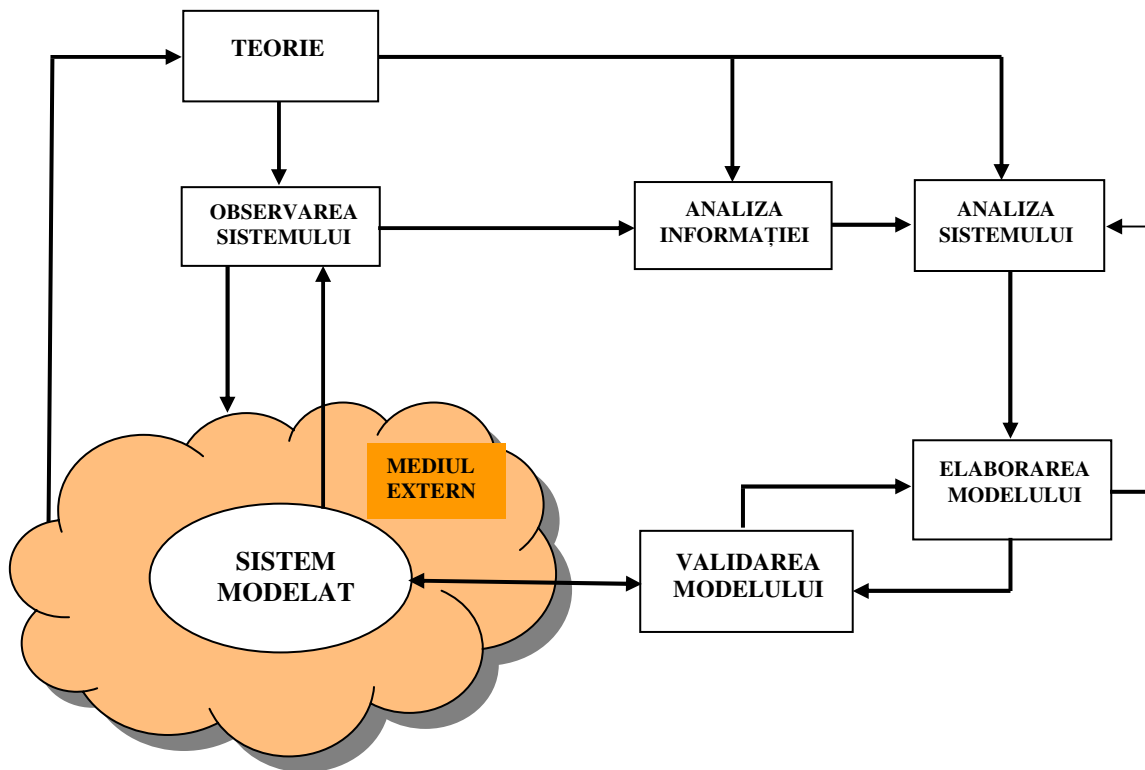 TEORIE
OBSERVAREA
SISTEMULUI
ANALIZA
INFORMAȚIEI
ANALIZA
SISTEMULUI
MEDIUL
EXTERN
ELABORAREA
MODELULUI
SISTEM
MODELAT
VALIDAREA
MODELULUI